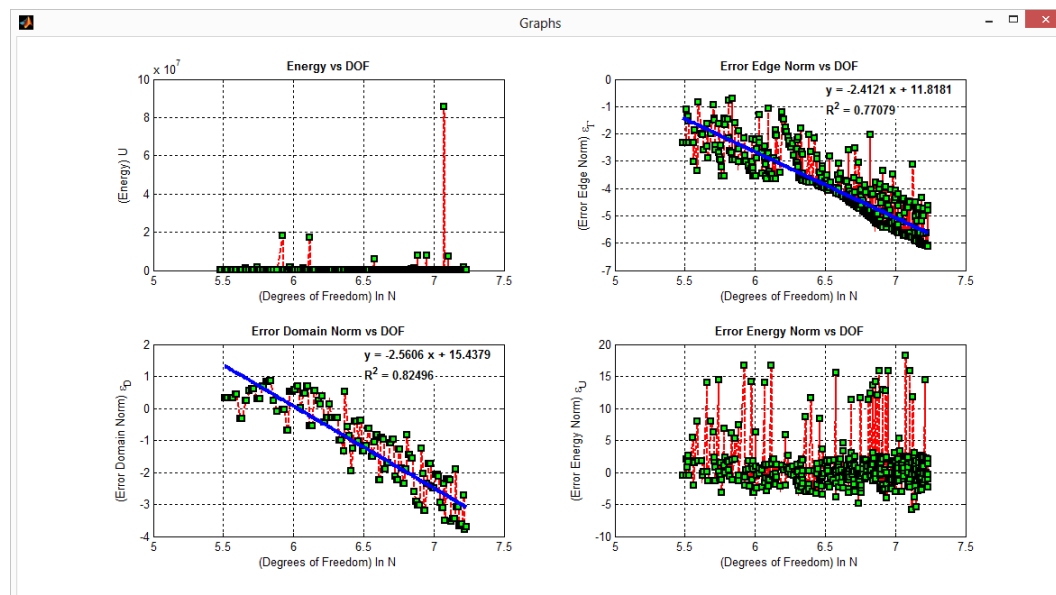 Graphs
Energy vs DOF
x 10^7
10
8
6
4
2
0
5
5.5
6
6.5
7
7.5
(Energy) U
(Degrees of Freedom) ln N
Error Edge Norm vs DOF
y = -2.4121 x + 11.8181
R^2 = 0.77079
0
-1
-2
-3
-4
-5
-6
-7
5
5.5
6
6.5
7
7.5
(Error Edge Norm) ε_Γ
(Degrees of Freedom) ln N
Error Domain Norm vs DOF
y = -2.5606 x + 15.4379
R^2 = 0.82496
2
1
0
-1
-2
-3
-4
5
5.5
6
6.5
7
7.5
(Error Domain Norm) ε_D
(Degrees of Freedom) ln N
Error Energy Norm vs DOF
20
15
10
5
0
-5
-10
5
5.5
6
6.5
7
7.5
(Error Energy Norm) ε_U
(Degrees of Freedom) ln N